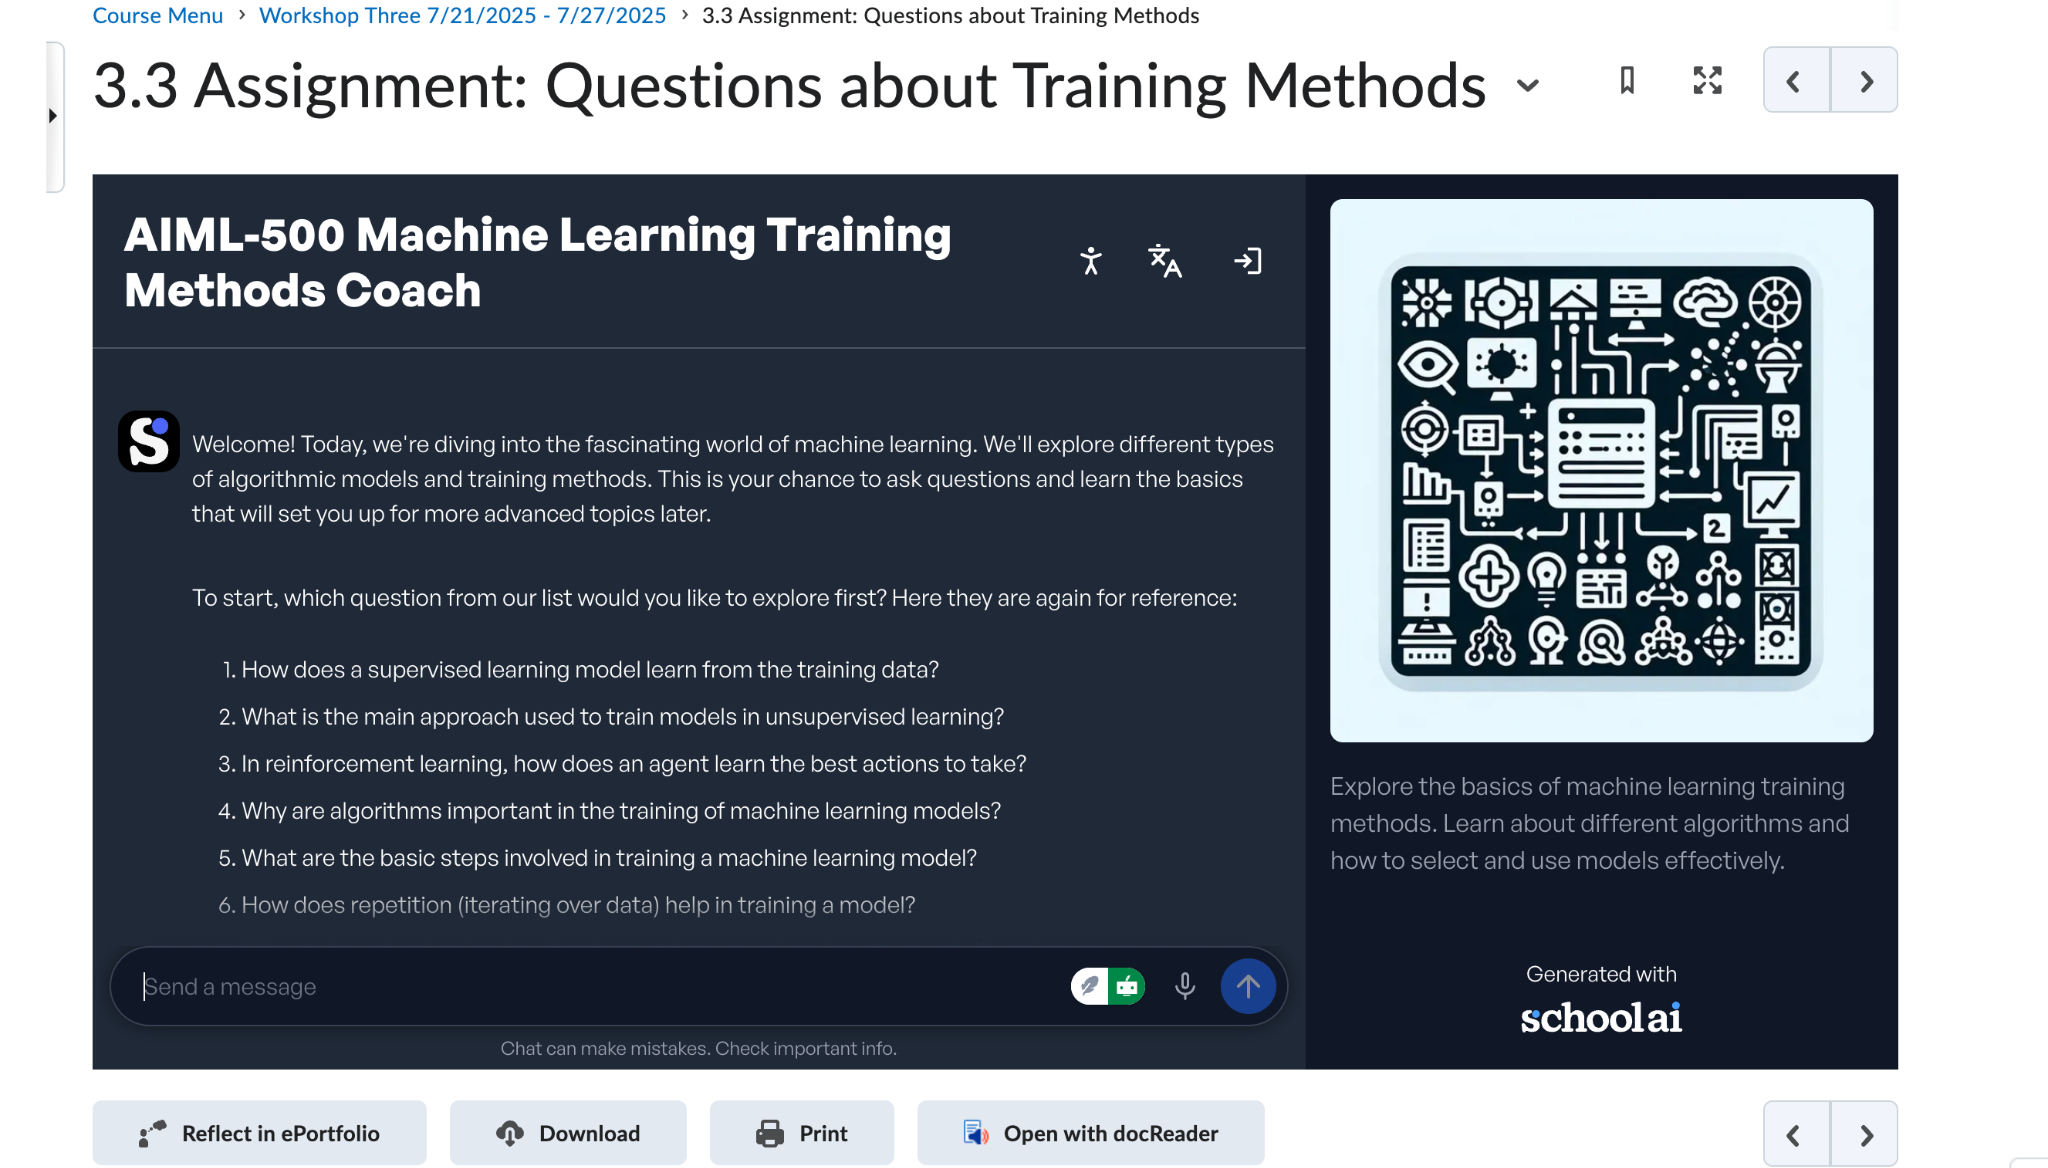 Course Menu › Workshop Three 7/21/2025 - 7/27/2025 › 3.3 Assignment: Questions about Training Methods
3.3 Assignment: Questions about Training Methods
AIML-500 Machine Learning Training
Methods Coach
Welcome! Today, we're diving into the fascinating world of machine learning. We'll explore different types
of algorithmic models and training methods. This is your chance to ask questions and learn the basics
that will set you up for more advanced topics later.
To start, which question from our list would you like to explore first? Here they are again for reference:
1. How does a supervised learning model learn from the training data?
2. What is the main approach used to train models in unsupervised learning?
3. In reinforcement learning, how does an agent learn the best actions to take?
4. Why are algorithms important in the training of machine learning models?
5. What are the basic steps involved in training a machine learning model?
6. How does repetition (iterating over data) help in training a model?
Send a message
Chat can make mistakes. Check important info.
2
Explore the basics of machine learning training
methods. Learn about different algorithms and
how to select and use models effectively.
Generated with
schoolai
Reflect in ePortfolio
Download
Print
Open with docReader